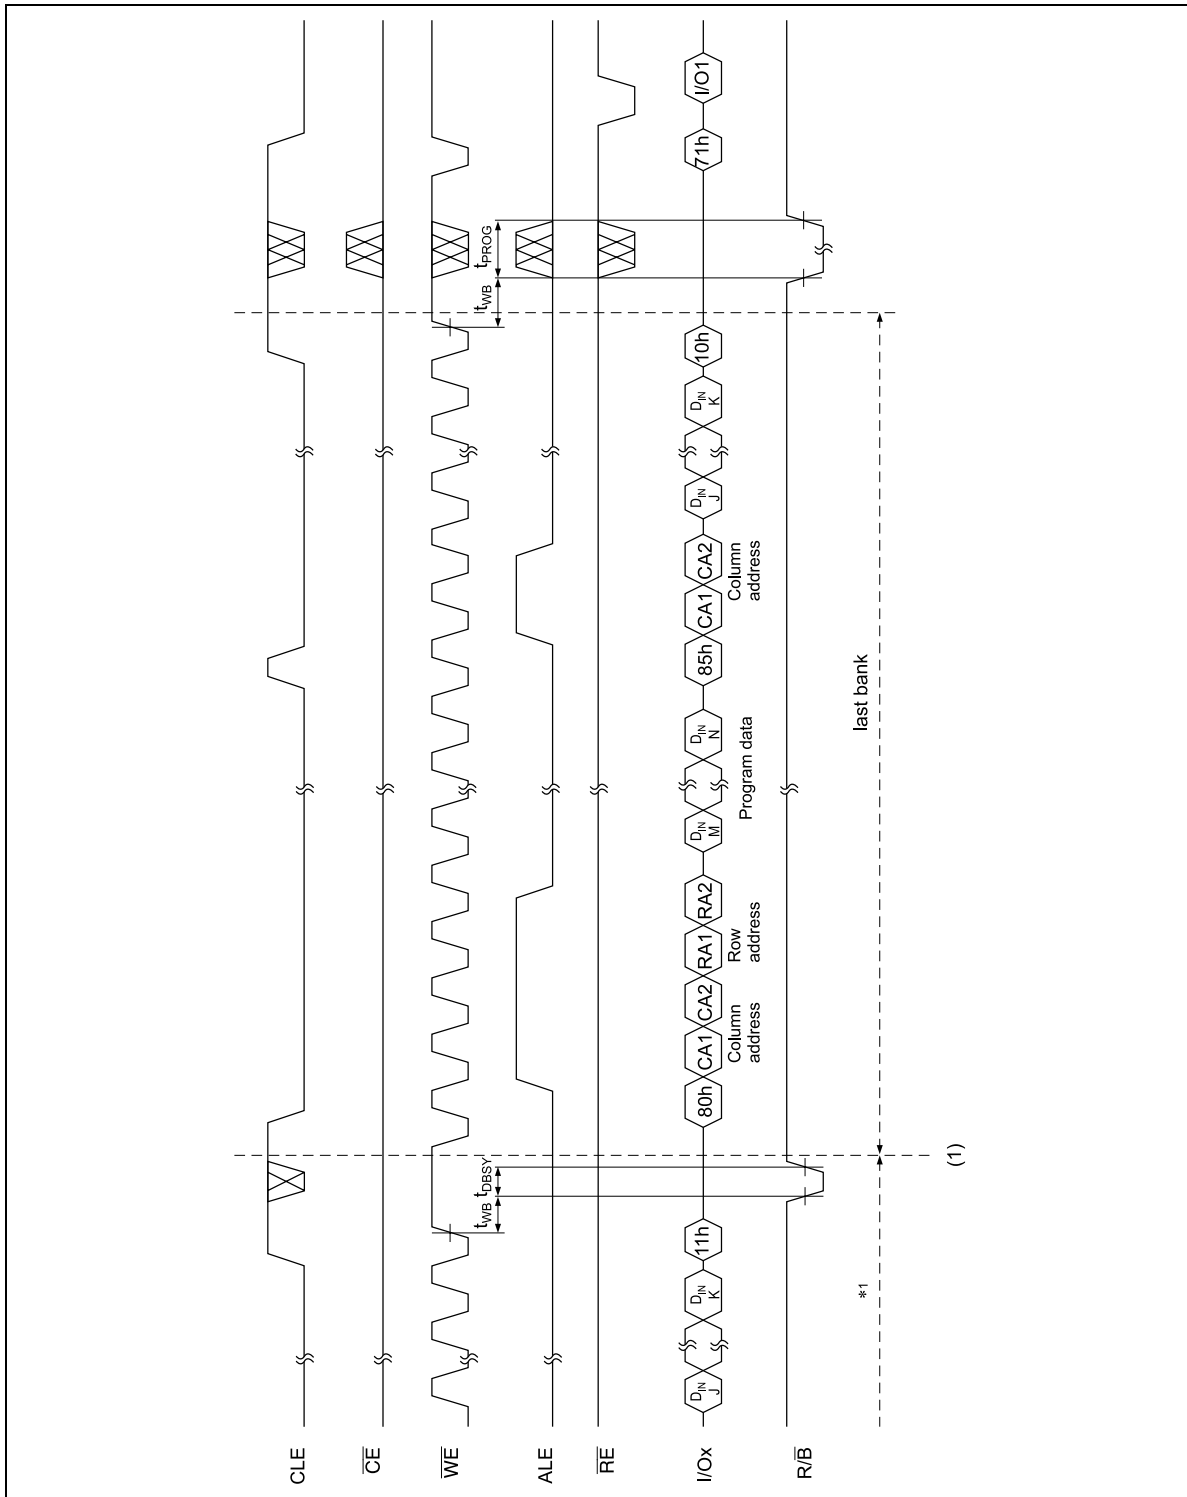 CLE
CE
WE
tWB tDBSY
tWB
tPROG
ALE
RE
I/Ox
DIN J
DIN K
11h
80h
CA1
CA2
RA1
RA2
DIN M
DIN N
85h
CA1
CA2
DIN J
DIN K
10h
71h
I/O1
Column
address
Row
address
Program data
Column
address
R/B
*1
last bank
(1)